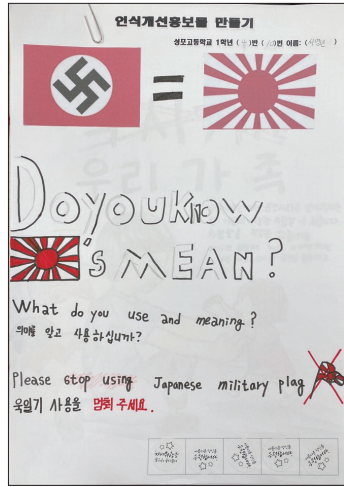 인식개선홍보물 만들기
성포고등학교 1학년 ( )반 ( )번 이름: ( )
=
Do you know
's MEAN?
What do you use and meaning?
의미를 알고 사용하십니까?
Please stop using Japanese military plag
욱일기 사용을 멈춰 주세요.